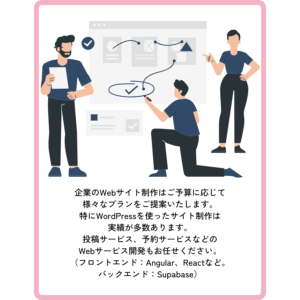 企業のWebサイト制作はご予算に応じて
様々なプランをご提案いたします。
特にWordPressを使ったサイト制作は
実績が多数あります。
投稿サービス、予約サービスなどの
Webサービス開発もお任せください。
（フロントエンド：Angular、Reactなど。
バックエンド：Supabase）